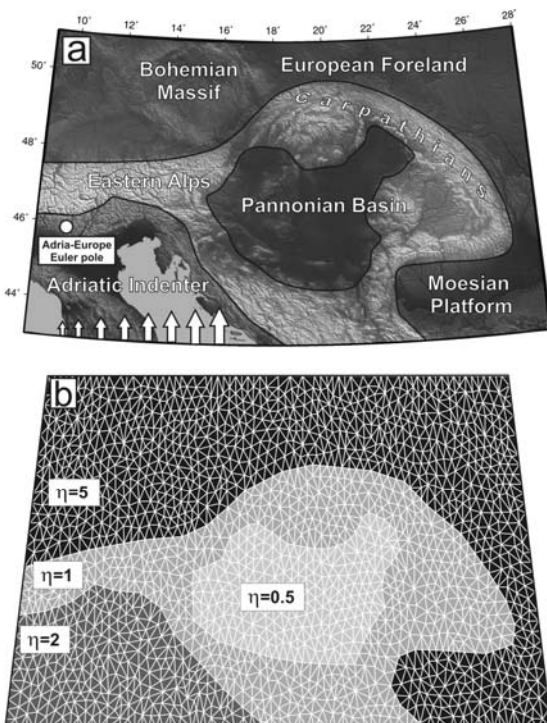 a
10° 12° 14° 16° 18° 20° 22° 24° 26° 28°
50°
48°
46°
44°
Bohemian
Massif
European Foreland
Carpathians
Eastern Alps
Pannonian Basin
Adria-Europe
Euler pole
Adriatic Indenter
Moesian
Platform
b
η=5
η=1
η=0.5
η=2